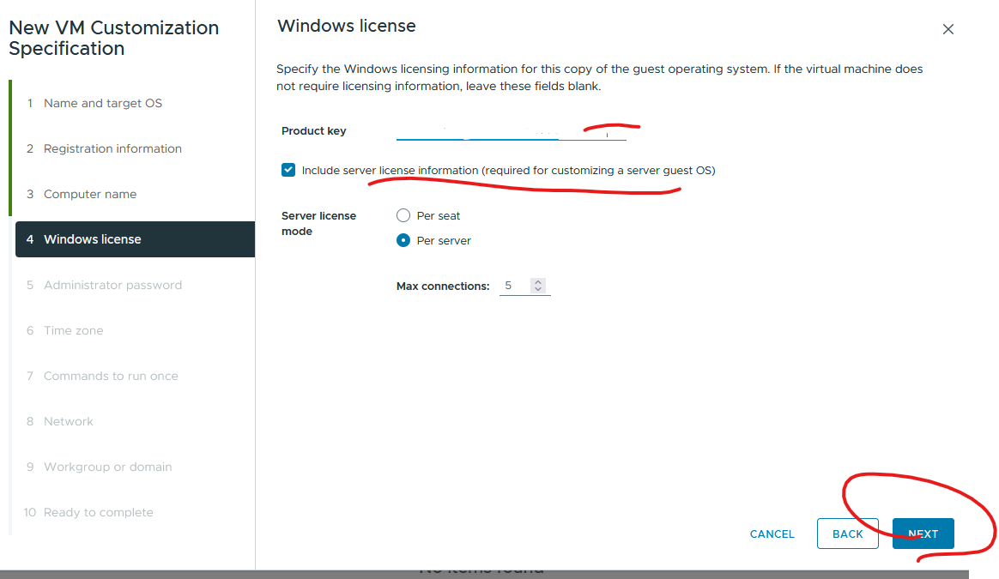 New VM Customization
Specification
1 Name and target OS
2 Registration information
3 Computer name
4 Windows license
5 Administrator password
6 Time zone
7 Commands to run once
8 Network
9 Workgroup or domain
10 Ready to complete
Windows license
Specify the Windows licensing information for this copy of the guest operating system. If the virtual machine does
not require licensing information, leave these fields blank.
Product key
Include server license information (required for customizing a server guest OS)
Server license
mode
Per seat
Per server
Max connections: 5
CANCEL BACK NEXT
No items found